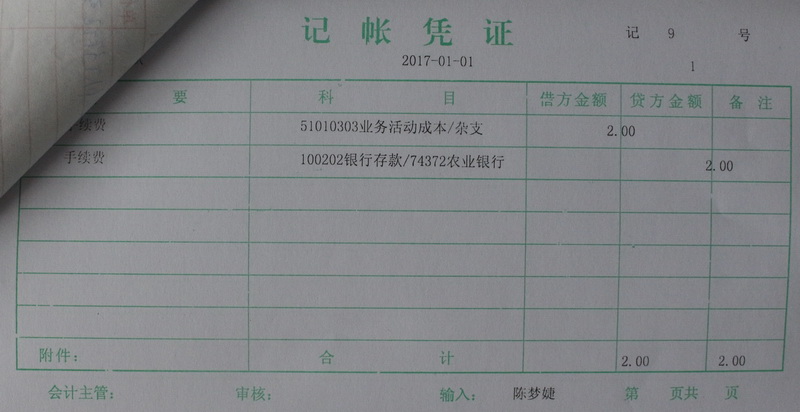 记帐凭证
记 9 号
2017-01-01
1
要 科 目 借方金额 贷方金额 备 注
续费 51010303业务活动成本/杂支 2.00
手续费 100202银行存款/74372农业银行 2.00
附件： 合 计 2.00 2.00
会计主管： 审核： 输入： 陈梦婕 第 页共 页